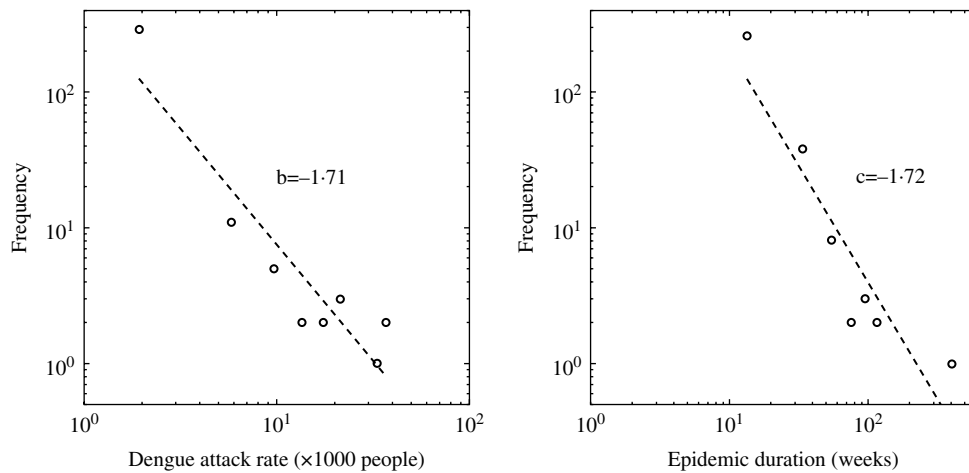 Frequency
10²
10¹
10⁰
b=–1·71
10⁰
10¹
10²
Dengue attack rate (×1000 people)
Frequency
10²
10¹
10⁰
c=–1·72
10⁰
10¹
10²
Epidemic duration (weeks)